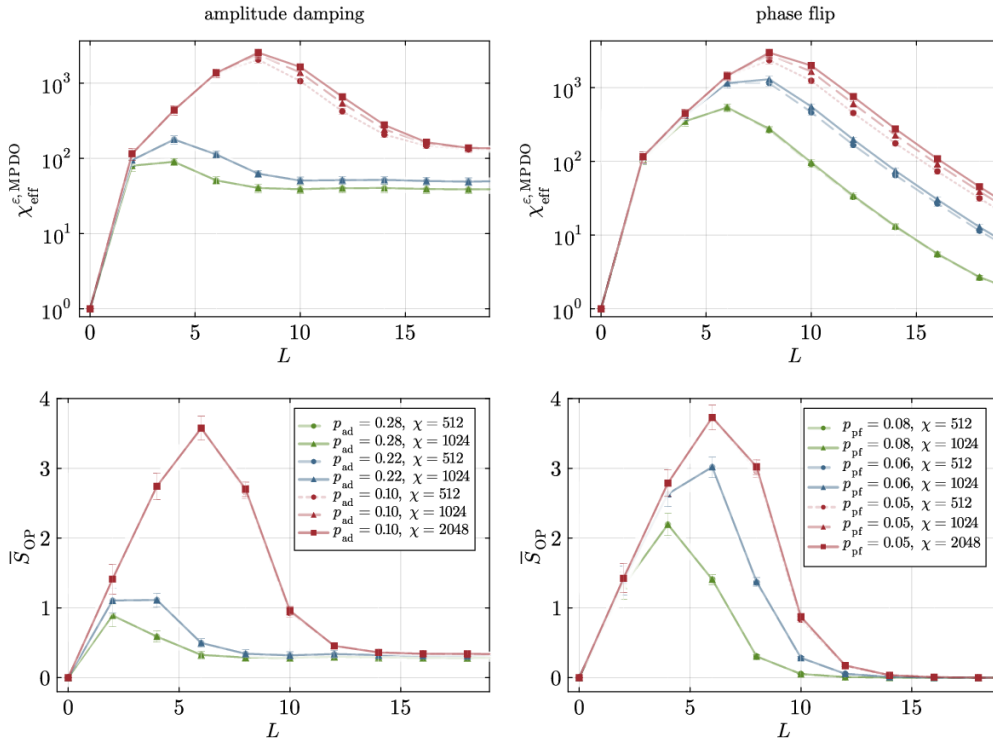 amplitude damping
phase flip
10³
10²
10¹
10⁰
χ_eff^{ε, MPDO}
0
5
10
15
L
10³
10²
10¹
10⁰
χ_eff^{ε, MPDO}
0
5
10
15
L
4
3
2
1
0
S̅_OP
p_ad = 0.28, χ = 512
p_ad = 0.28, χ = 1024
p_ad = 0.22, χ = 512
p_ad = 0.22, χ = 1024
p_ad = 0.10, χ = 512
p_ad = 0.10, χ = 1024
p_ad = 0.10, χ = 2048
0
5
10
15
L
4
3
2
1
0
S̅_OP
p_pf = 0.08, χ = 512
p_pf = 0.08, χ = 1024
p_pf = 0.06, χ = 512
p_pf = 0.06, χ = 1024
p_pf = 0.05, χ = 512
p_pf = 0.05, χ = 1024
p_pf = 0.05, χ = 2048
0
5
10
15
L